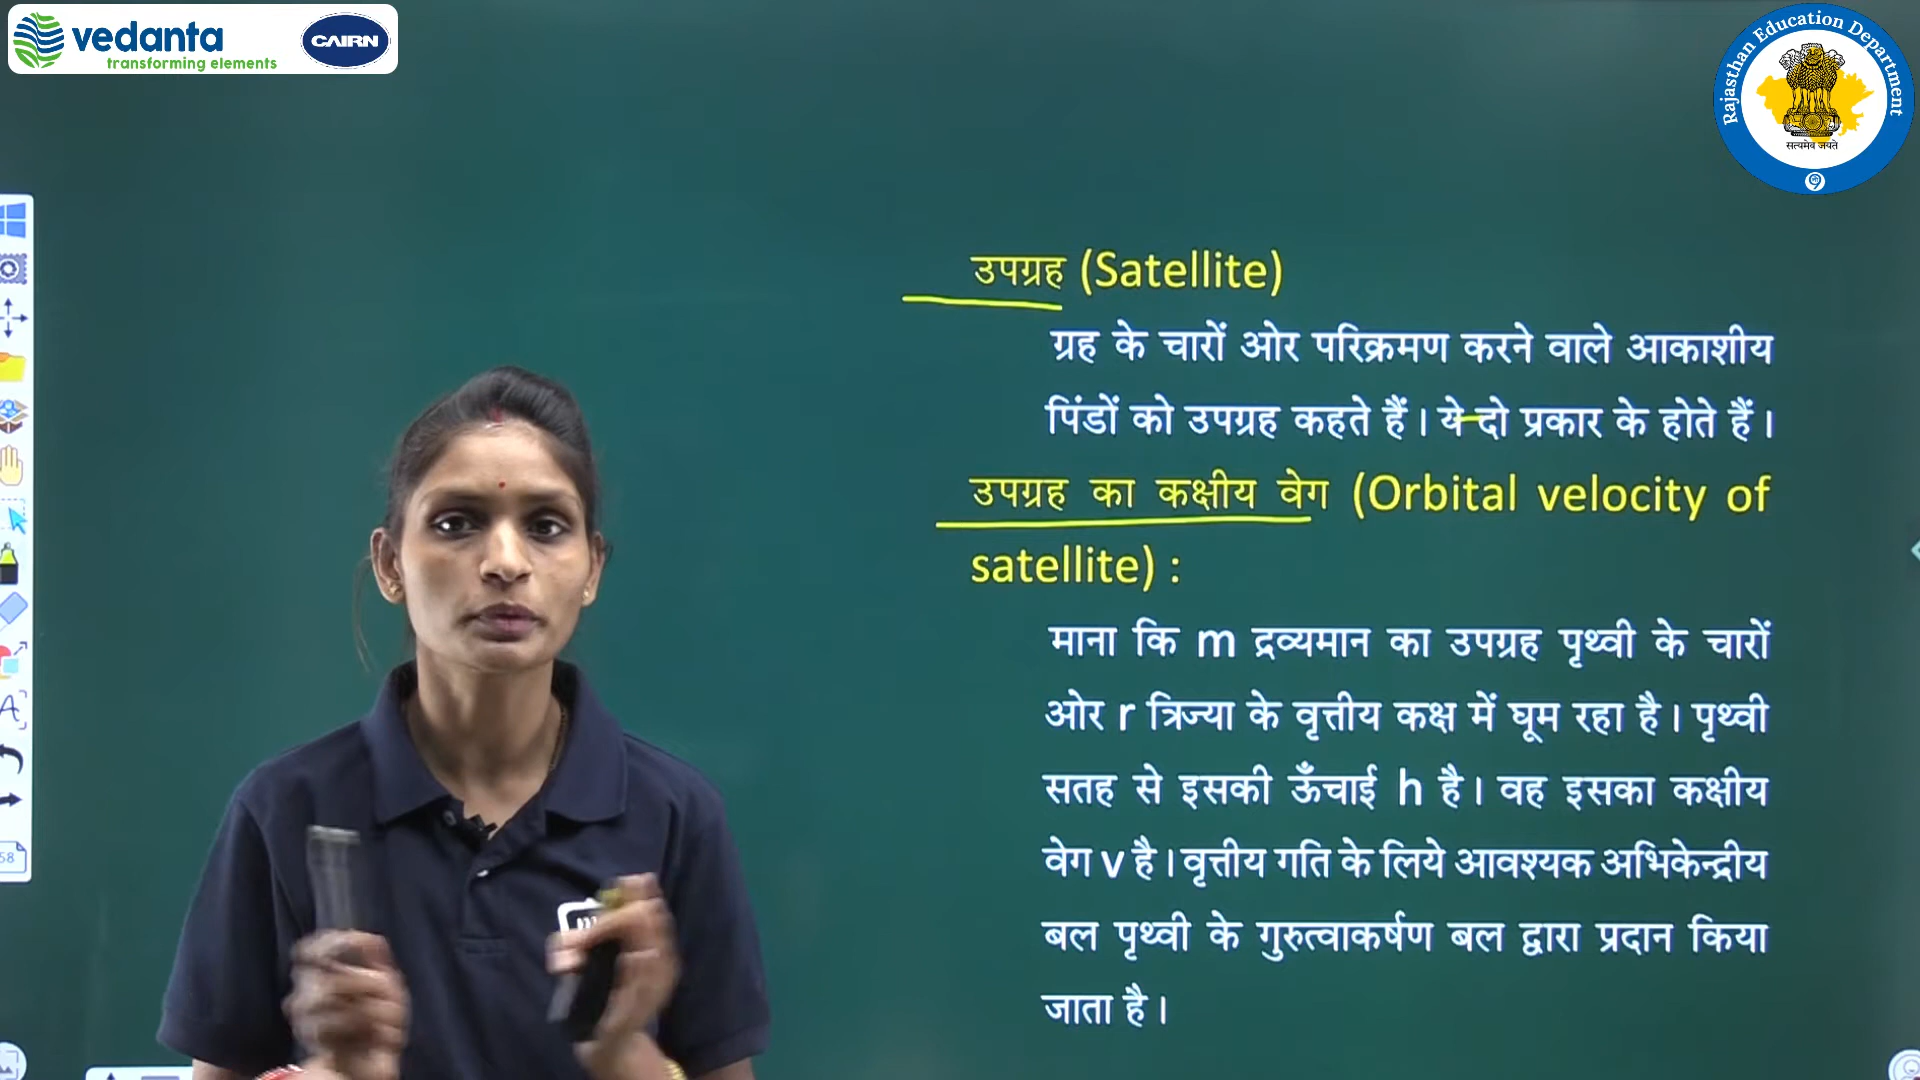 vedanta
transforming elements
CAIRN
Rajasthan Education Department
सत्यमेव जयते
उपग्रह (Satellite)
ग्रह के चारों ओर परिक्रमण करने वाले आकाशीय
पिंडों को उपग्रह कहते हैं। ये दो प्रकार के होते हैं।
उपग्रह का कक्षीय वेग (Orbital velocity of
satellite) :
माना कि m द्रव्यमान का उपग्रह पृथ्वी के चारों
ओर r त्रिज्या के वृत्तीय कक्ष में घूम रहा है। पृथ्वी
सतह से इसकी ऊँचाई h है। वह इसका कक्षीय
वेग v है। वृत्तीय गति के लिये आवश्यक अभिकेन्द्रीय
बल पृथ्वी के गुरुत्वाकर्षण बल द्वारा प्रदान किया
जाता है।
58